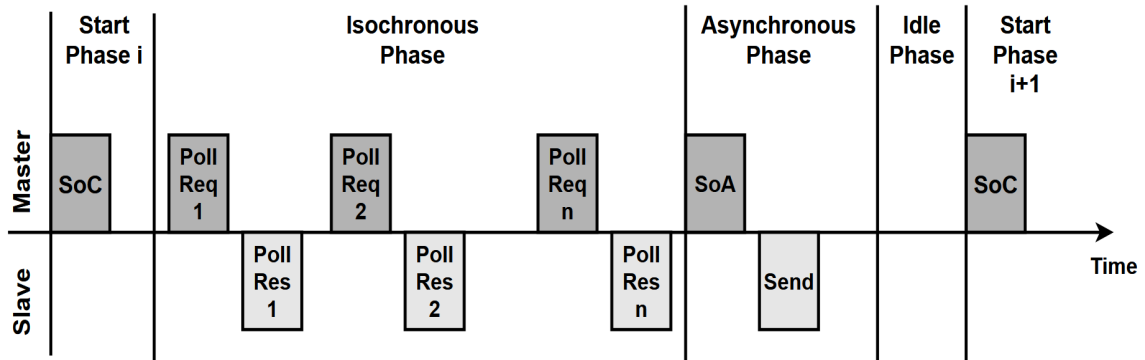 Start
Phase i
Isochronous
Phase
Asynchronous
Phase
Idle
Phase
Start
Phase
i+1
Master
SoC
Poll
Req
1
Poll
Req
2
Poll
Req
n
SoA
SoC
Time
Slave
Poll
Res
1
Poll
Res
2
Poll
Res
n
Send